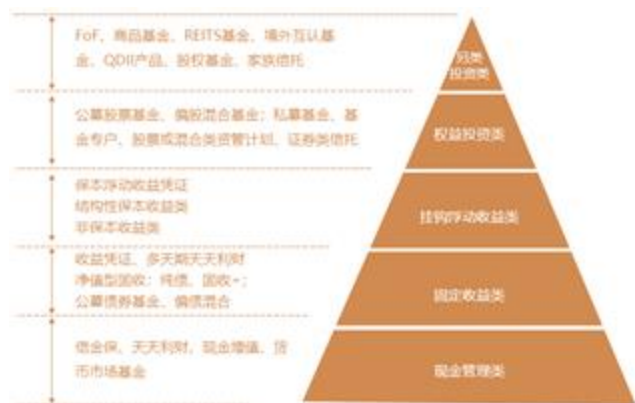 FoF、商品基金、REITS基金、境外互认基
金、QDII产品、股权基金、家族信托
另类
投资类
公募股票基金、偏股混合基金；私募基金、基
金专户、股票或混合类资管计划、证券类信托
权益投资类
保本浮动收益凭证
结构性保本收益类
非保本收益类
挂钩浮动收益类
收益凭证、多天期天天利财
净值型固收：纯债、固收+；
公募债券基金、偏债混合
固定收益类
信金保、天天利财、现金增值、货
币市场基金
现金管理类